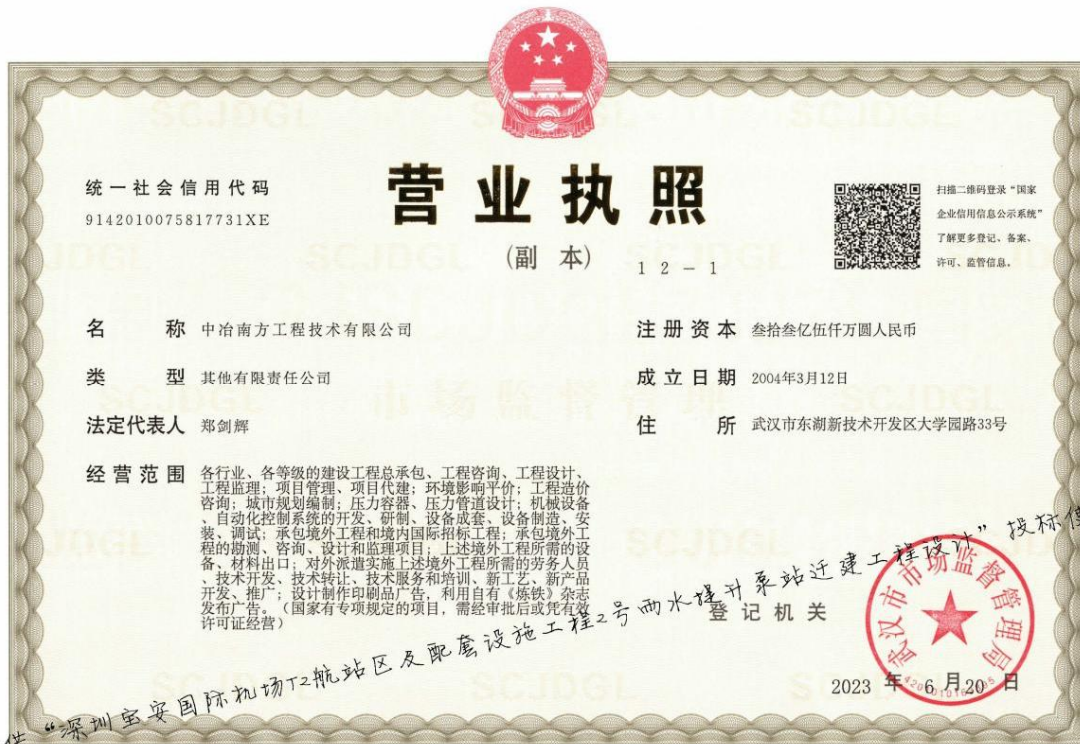 统一社会信用代码
9142010075817731XE
营业执照
(副 本)
12-1
扫描二维码登录“国家
企业信用信息公示系统”
了解更多登记、备案、
许可、监管信息。
名 称 中冶南方工程技术有限公司
类 型 其他有限责任公司
法定代表人 郑剑辉
经营范围 各行业、各等级的建设工程总承包、工程咨询、工程设计、
工程监理；项目管理、项目代建；环境影响平价；工程造价
咨询；城市规划编制；压力容器、压力管道设计；机械设备
、自动化控制系统的开发、研制、设备成套、设备制造、安
装、调试；承包境外工程和境内国际招标工程；承包境外工
程的勘测、咨询、设计和监理项目；上述境外工程所需的设
备、材料出口；对外派遣实施上述境外工程所需的劳务人员
、技术开发、技术转让、技术服务和培训、新工艺、新产品
开发、推广；设计制作印刷品广告，利用自有《炼铁》杂志
发布广告。（国家有专项规定的项目，需经审批后或凭有效
许可证经营）
注册资本 叁拾叁亿伍仟万圆人民币
成立日期 2004年3月12日
住 所 武汉市东湖新技术开发区大学园路33号
登记机关
武汉市市场监督管理局
2023 年 6 月 20 日
供“深圳宝安国际机场T2航站区及配套设施工程2号雨水提升泵站迁建工程设计”投标使
SCJDGL
市场监督管理